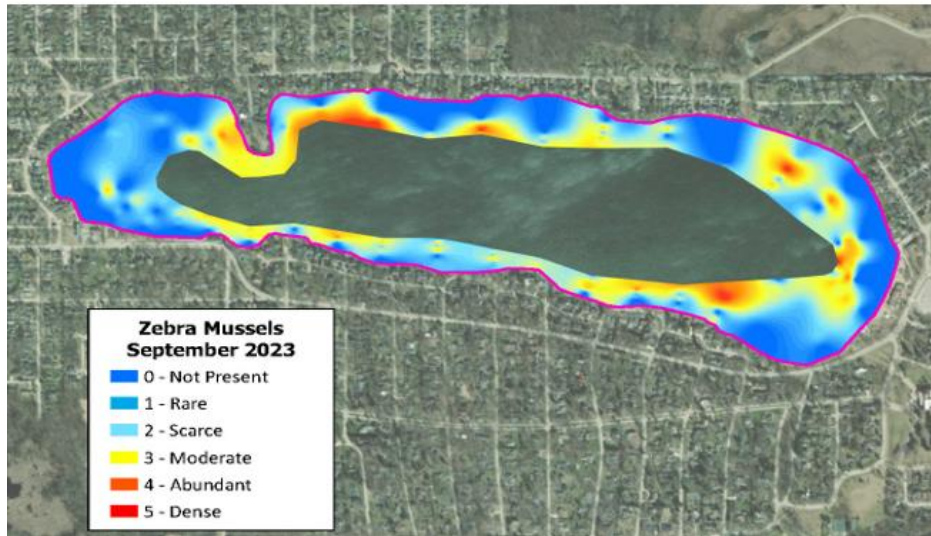 Zebra Mussels
September 2023
0 - Not Present
1 - Rare
2 - Scarce
3 - Moderate
4 - Abundant
5 - Dense